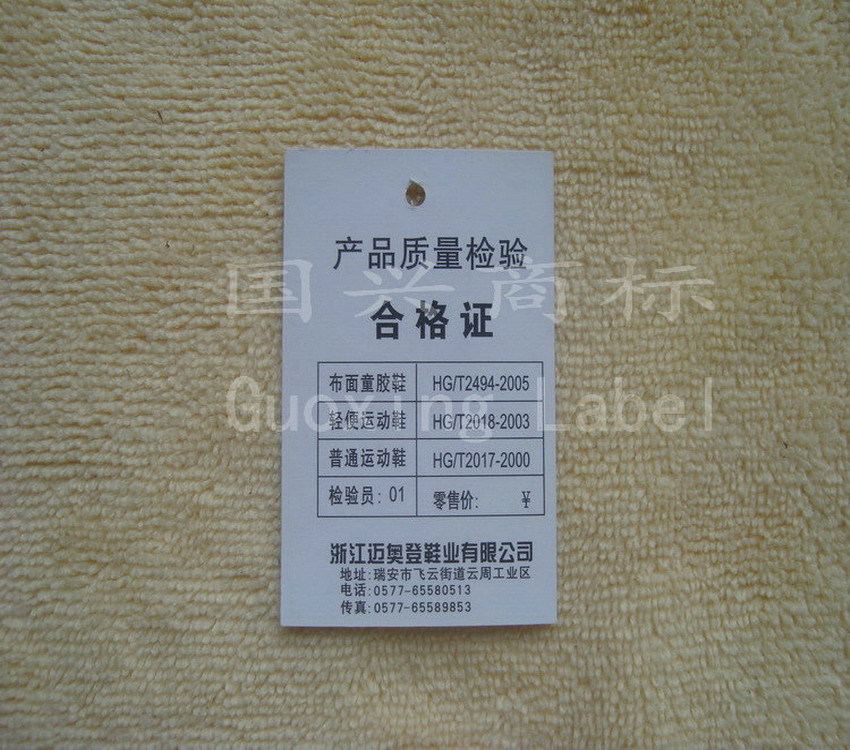 产品质量检验
国兴商标
合格证
布面童胶鞋 HG/T2494-2005
Guoxing Label
轻便运动鞋 HG/T2018-2003
普通运动鞋 HG/T2017-2000
检验员: 01 零售价: ¥
浙江迈奥登鞋业有限公司
地址:瑞安市飞云街道云周工业区
电话:0577-65580513
传真:0577-65589853